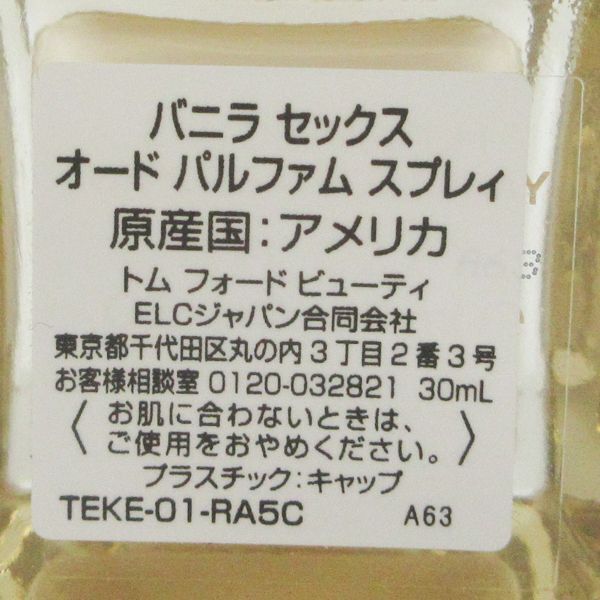 バニラ セックス
オード パルファム スプレィ
原産国：アメリカ
トム フォード ビューティ
ELCジャパン合同会社
東京都千代田区丸の内3丁目2番3号
お客様相談室 0120-032821 30mL
〈お肌に合わないときは、
ご使用をおやめください。〉
プラスチック：キャップ
TEKE-01-RA5C A63